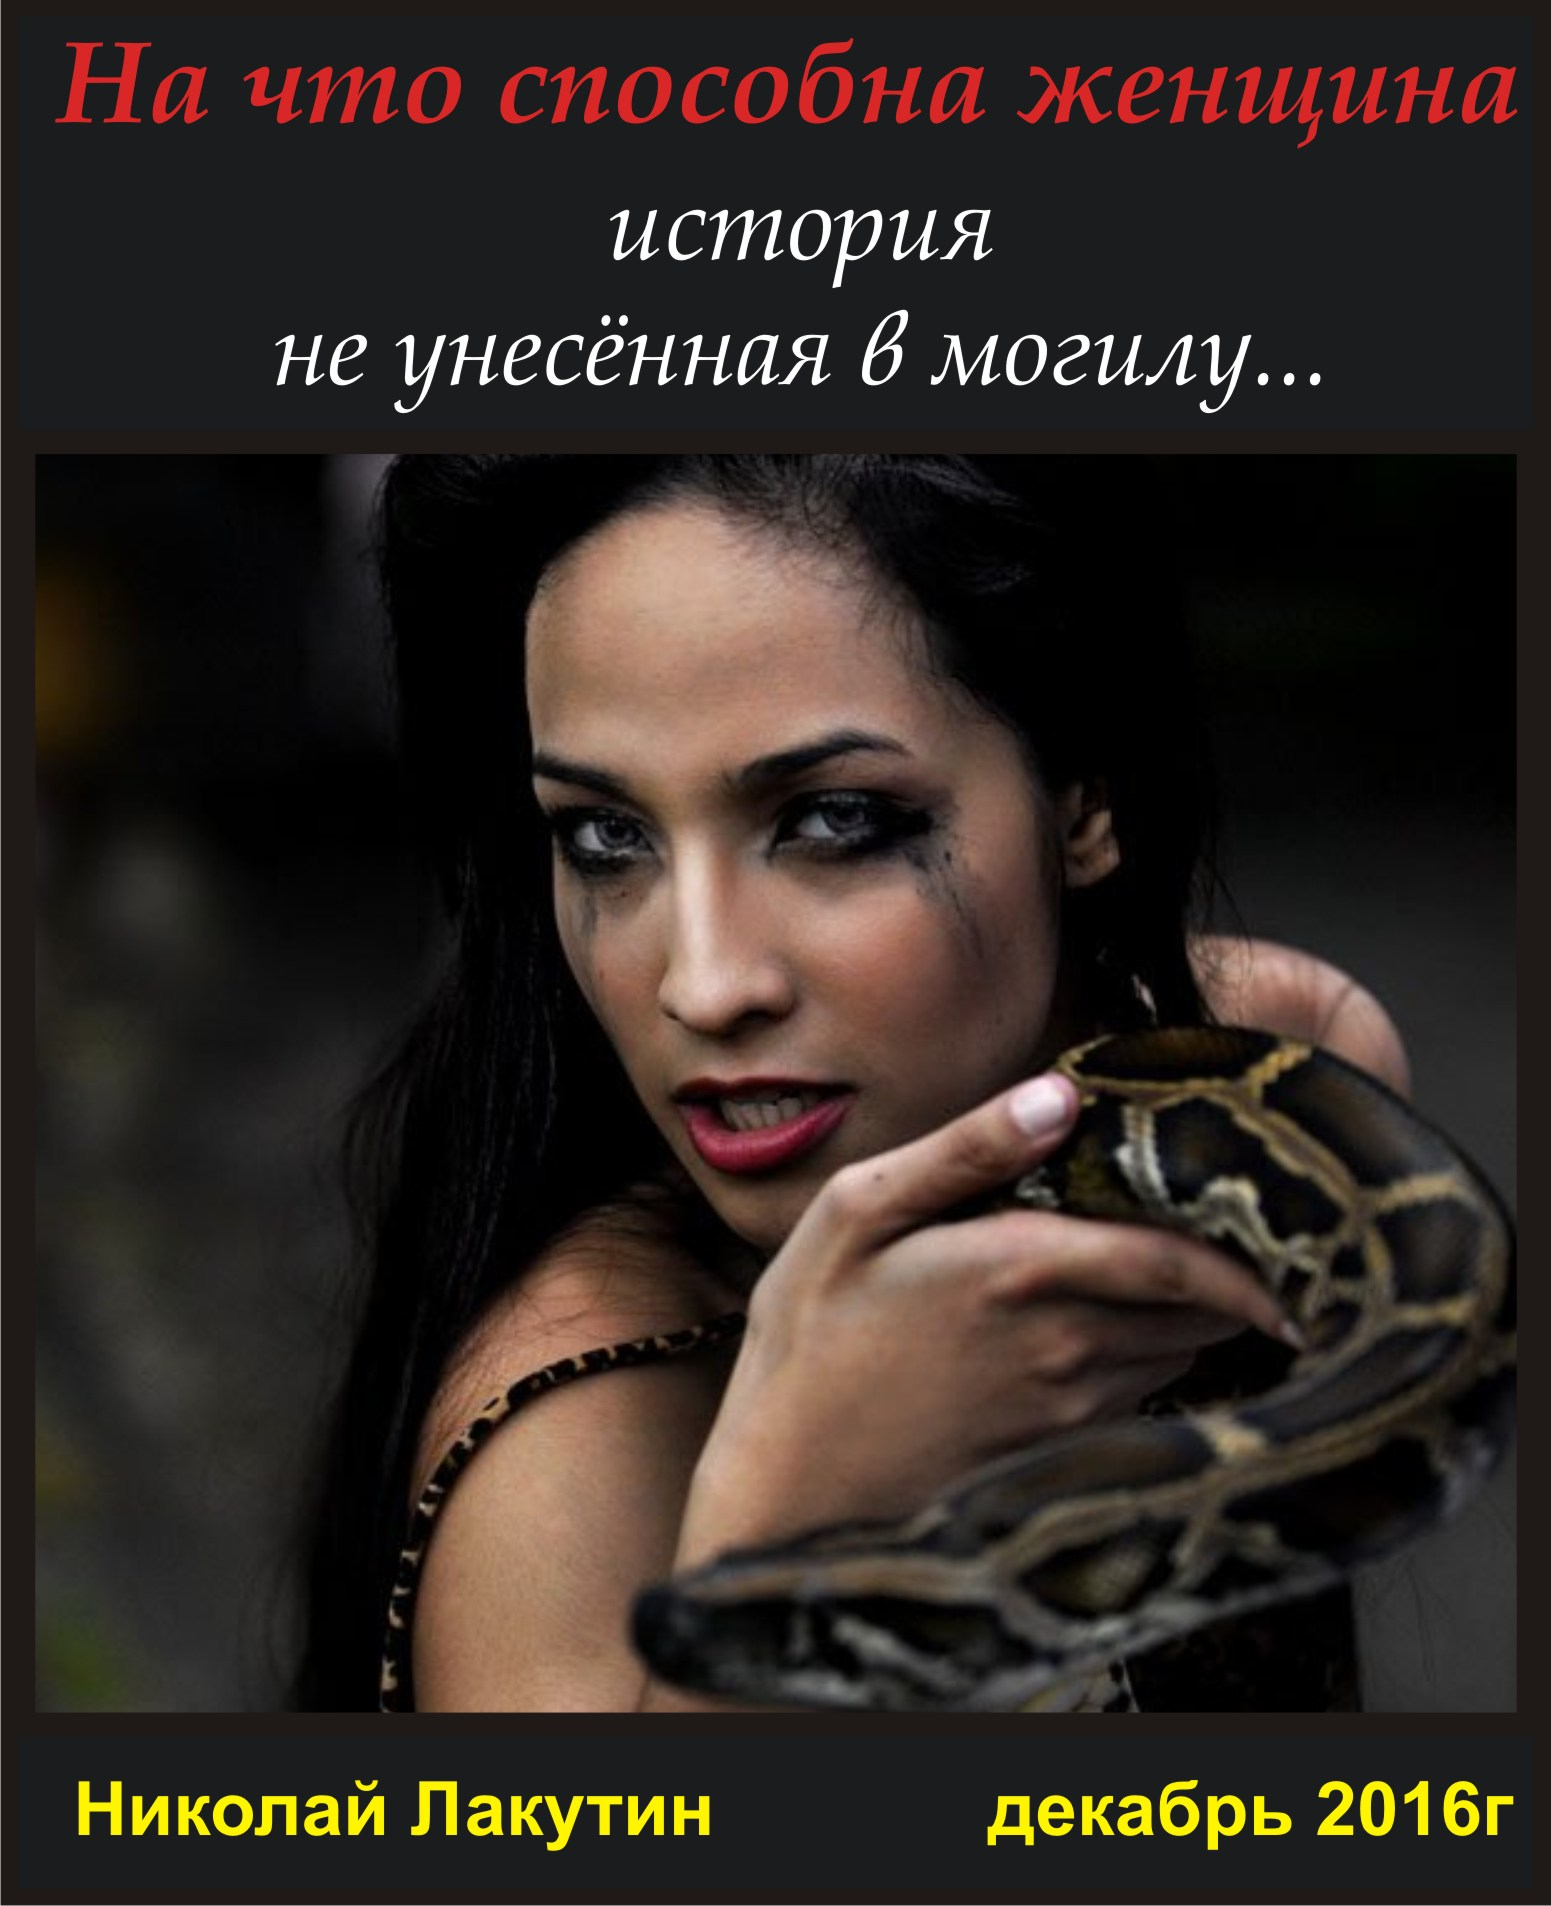 На что способна женщина
история
не унесённая в могилу...
Николай Лакутин декабрь 2016г